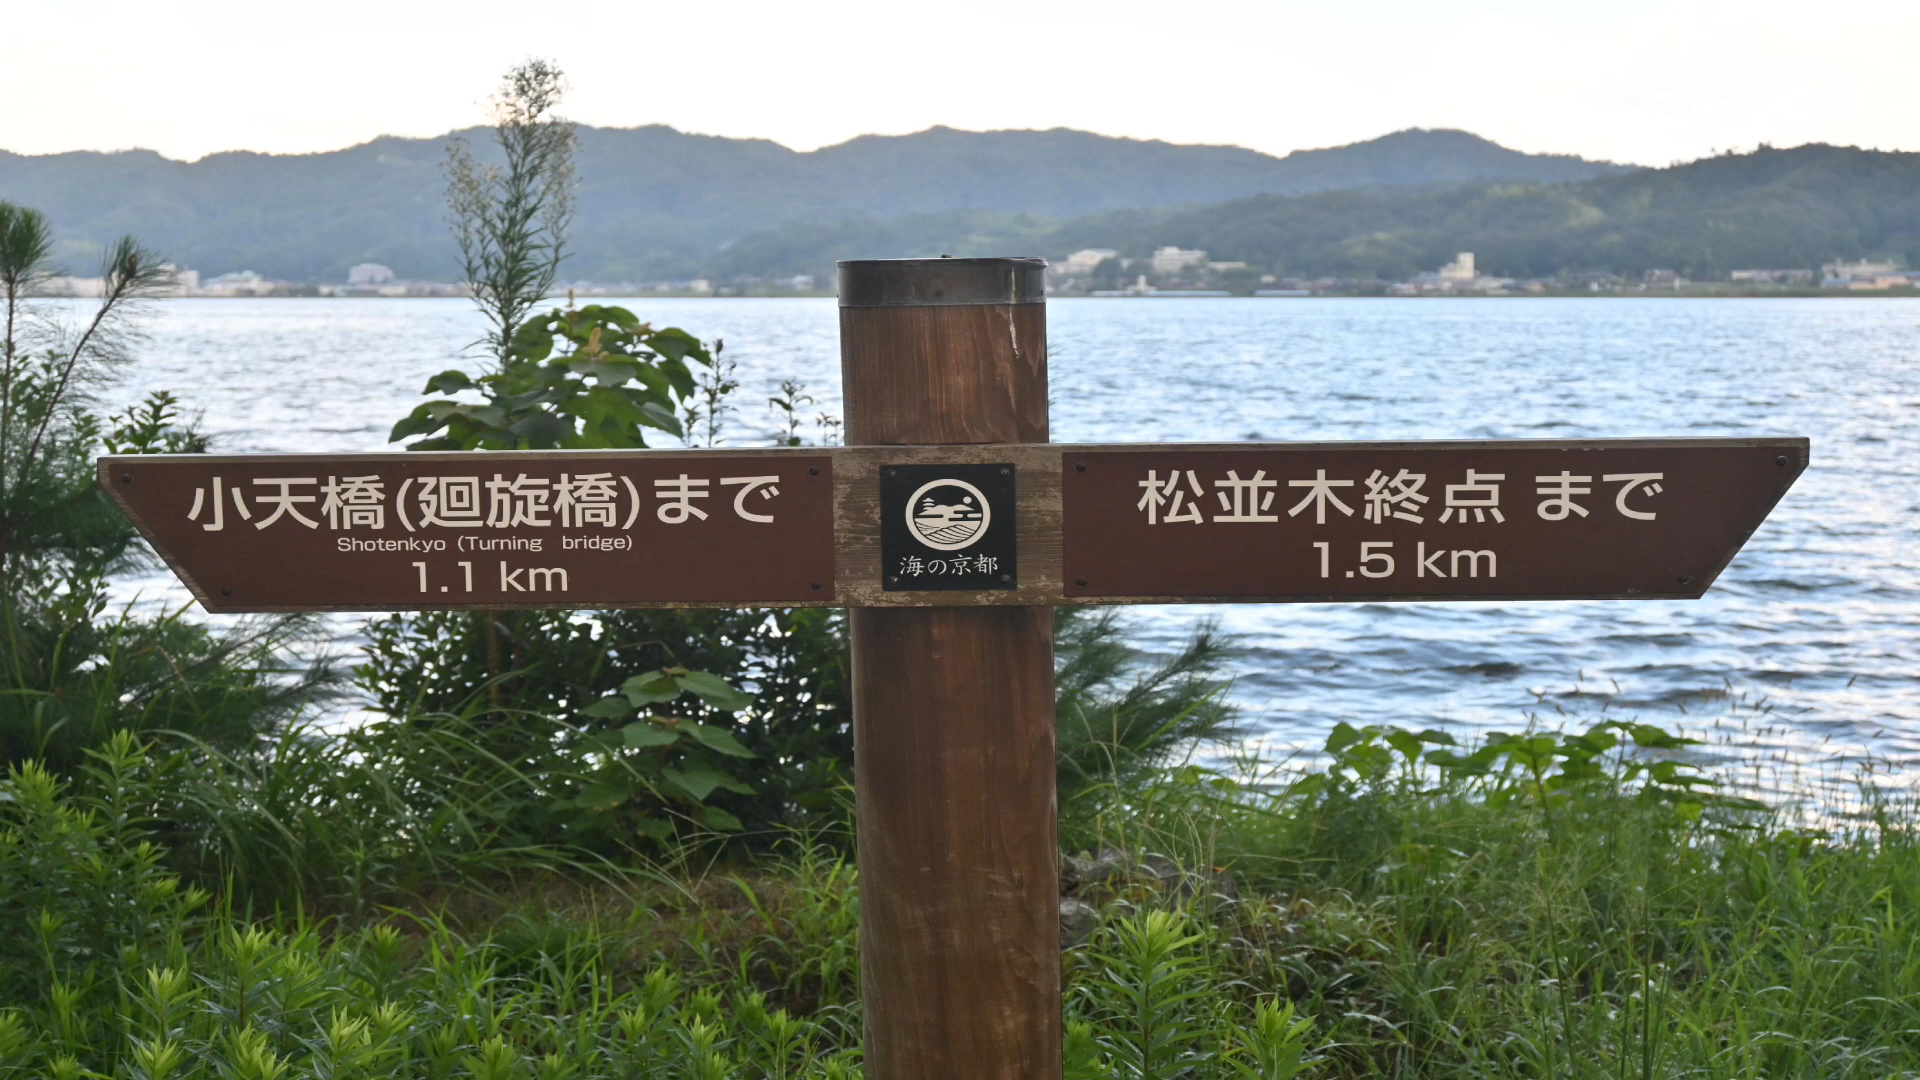 小天橋(廻旋橋)まで
Shotenkyo (Turning bridge)
1.1 km
海の京都
松並木終点 まで
1.5 km